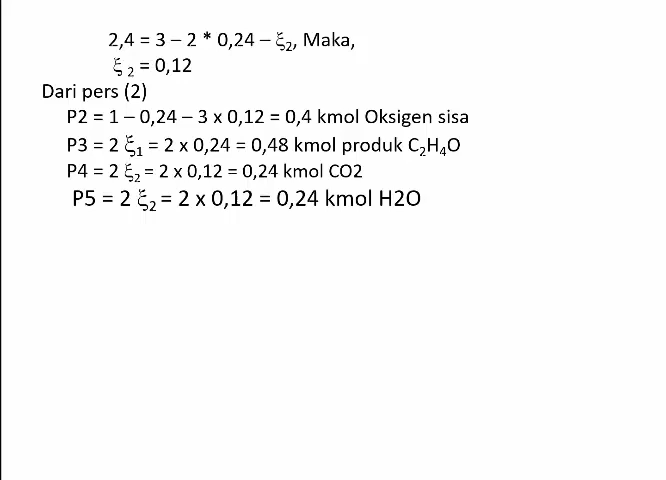 2,4 = 3 – 2 * 0,24 – ξ₂, Maka,
ξ ₂ = 0,12
Dari pers (2)
P2 = 1 – 0,24 – 3 x 0,12 = 0,4 kmol Oksigen sisa
P3 = 2 ξ₁ = 2 x 0,24 = 0,48 kmol produk C₂H₄O
P4 = 2 ξ₂ = 2 x 0,12 = 0,24 kmol CO2
P5 = 2 ξ₂ = 2 x 0,12 = 0,24 kmol H2O